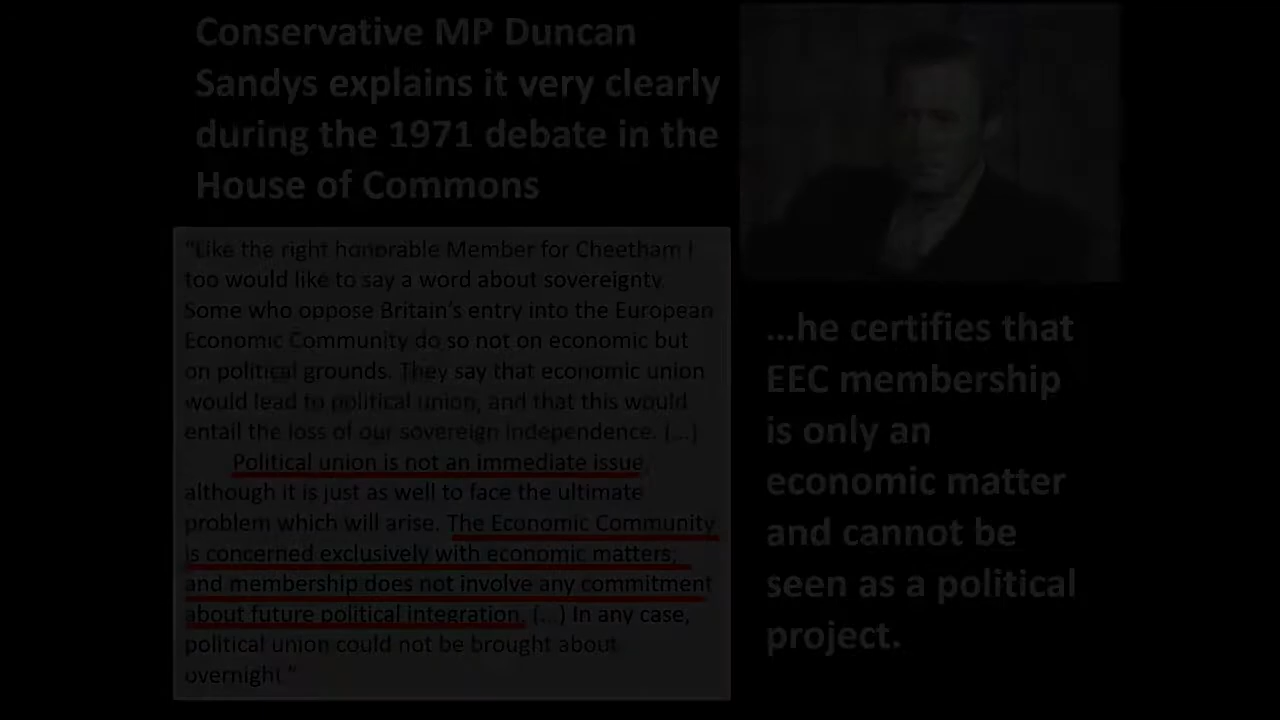 Conservative MP Duncan
Sandys explains it very clearly
during the 1971 debate in the
House of Commons
“Like the right honorable Member for Cheetham I
too would like to say a word about sovereignty.
Some who oppose Britain’s entry into the European
Economic Community do so not on economic but
on political grounds. They say that economic union
would lead to political union, and that this would
entail the loss of our sovereign independence. (...)
Political union is not an immediate issue,
although it is just as well to face the ultimate
problem which will arise. The Economic Community
is concerned exclusively with economic matters,
and membership does not involve any commitment
about future political integration. (...) In any case,
political union could not be brought about
overnight.”
...he certifies that
EEC membership
is only an
economic matter
and cannot be
seen as a political
project.